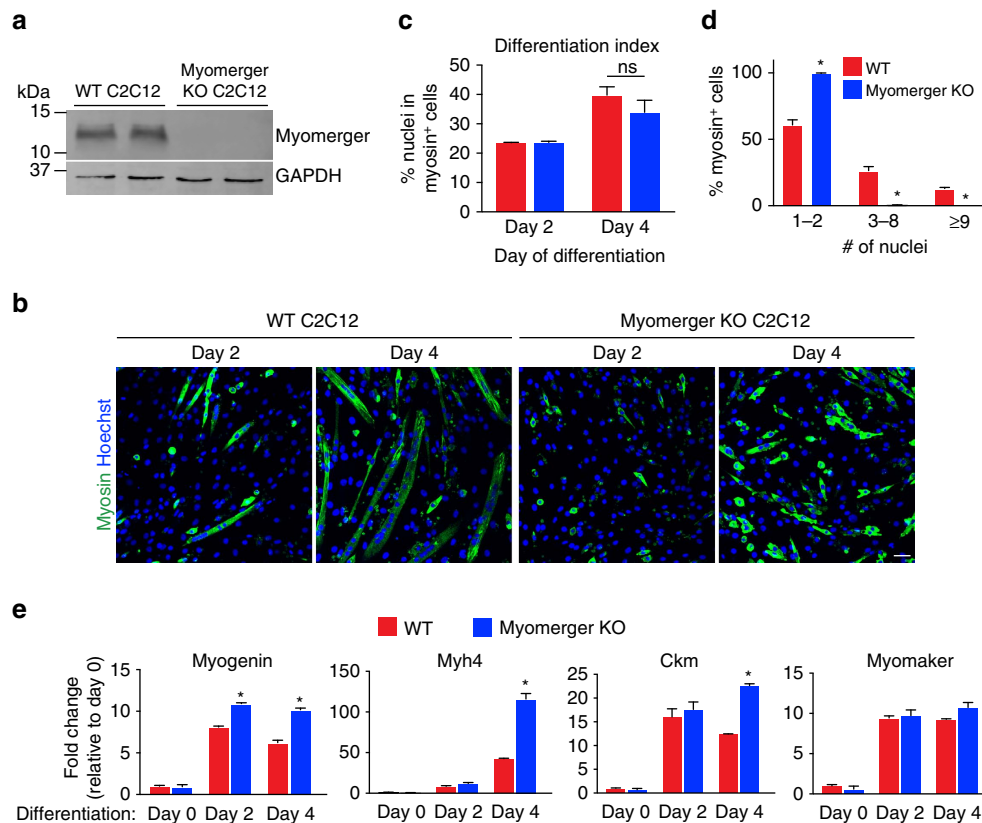 a
kDa
WT C2C12
Myomerger
KO C2C12
15
10
37
Myomerger
GAPDH
c
Differentiation index
% nuclei in
myosin⁺ cells
50
40
30
20
10
0
ns
Day 2 Day 4
Day of differentiation
d
% myosin⁺ cells
100
50
0
* * *
WT
Myomerger KO
1–2 3–8 ≥9
# of nuclei
b
WT C2C12 Myomerger KO C2C12
Day 2 Day 4 Day 2 Day 4
Myosin Hoechst
e
WT Myomerger KO
Fold change
(relative to day 0)
Myogenin
15
10
5
0
* *
Myh4
150
100
50
0
*
Ckm
25
20
15
10
5
0
*
Myomaker
15
10
5
0
Differentiation: Day 0 Day 2 Day 4 Day 0 Day 2 Day 4 Day 0 Day 2 Day 4 Day 0 Day 2 Day 4